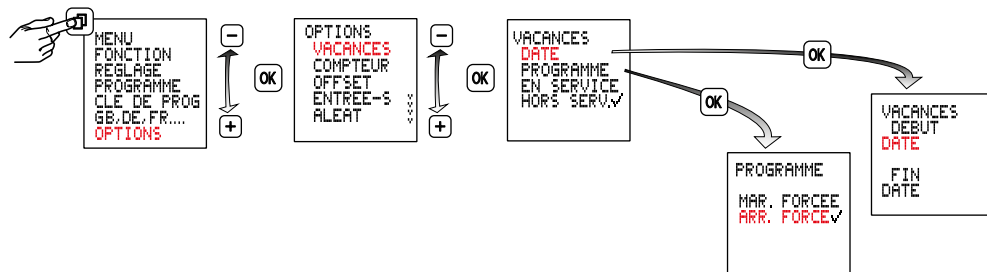 MENU
FONCTION
REGLAGE
PROGRAMME
CLE DE PROG
GB,DE,FR....
OPTIONS
OK
OPTIONS
VACANCES
COMPTEUR
OFFSET
ENTREE-S
ALEAT
OK
VACANCES
DATE
PROGRAMME
EN SERVICE
HORS SERV.✓
OK
OK
PROGRAMME
MAR. FORCEE
ARR. FORCE✓
VACANCES
DEBUT
DATE
FIN
DATE